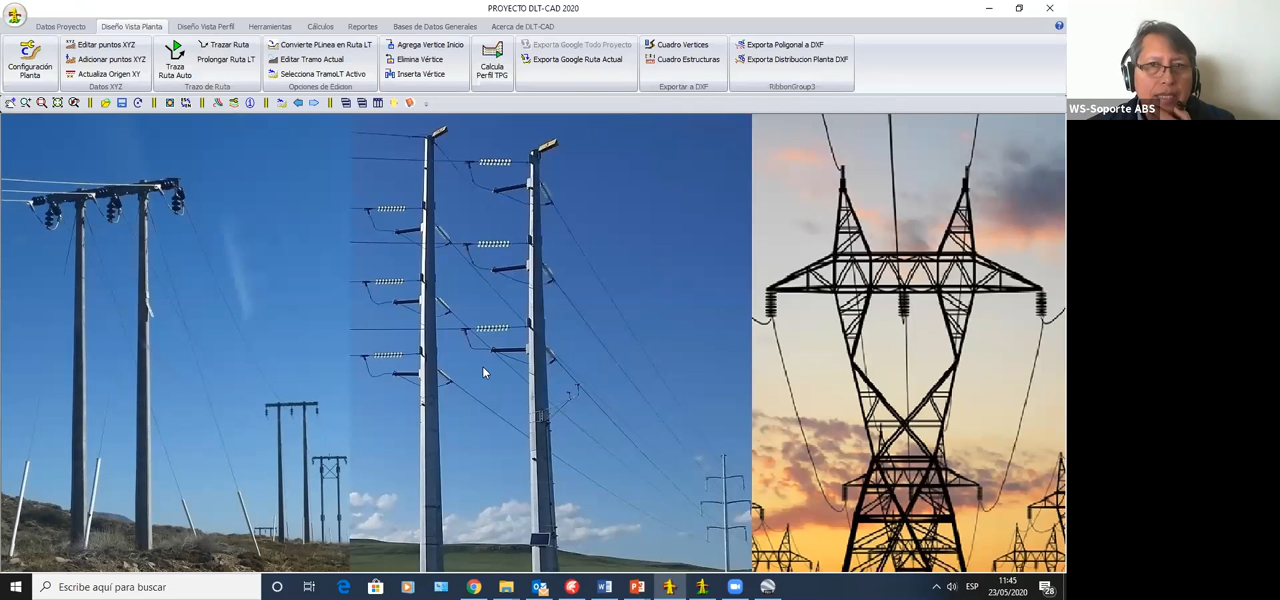 PROYECTO DLT-CAD 2020
Datos Proyecto
Diseño Vista Planta
Diseño Vista Perfil
Herramientas
Cálculos
Reportes
Bases de Datos Generales
Acerca de DLT-CAD
Configuración
Planta
Editar puntos XYZ
Adicionar puntos XYZ
Actualiza Origen XY
Datos XYZ
Traza
Ruta Auto
Trazar Ruta
Prolongar Ruta LT
Trazo de Ruta
Convierte PLinea en Ruta LT
Editar Tramo Actual
Selecciona TramoLT Activo
Opciones de Edicion
Agrega Vertice Inicio
Elimina Vértice
Inserta Vértice
Calcula
Perfil TPG
Exporta Google Todo Proyecto
Exporta Google Ruta Actual
Cuadro Vertices
Cuadro Estructuras
Exportar a DXF
Exporta Poligonal a DXF
Exporta Distribucion Planta DXF
RibbonGroup3
WS-Soporte ABS
Escribe aquí para buscar
ESP
11:45
23/05/2020
28